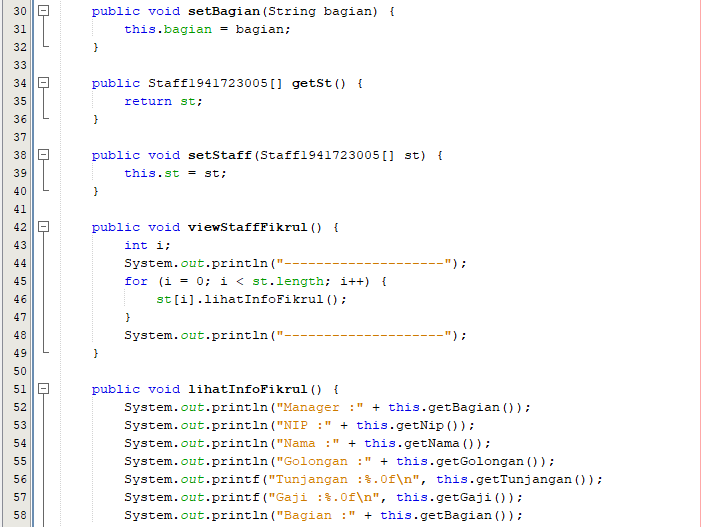 30 public void setBagian(String bagian) {
31 this.bagian = bagian;
32 }
33
34 public Staff1941723005[] getSt() {
35 return st;
36 }
37
38 public void setStaff(Staff1941723005[] st) {
39 this.st = st;
40 }
41
42 public void viewStaffFikrul() {
43 int i;
44 System.out.println("--------------------");
45 for (i = 0; i < st.length; i++) {
46 st[i].lihatInfoFikrul();
47 }
48 System.out.println("--------------------");
49 }
50
51 public void lihatInfoFikrul() {
52 System.out.println("Manager :" + this.getBagian());
53 System.out.println("NIP :" + this.getNip());
54 System.out.println("Nama :" + this.getNama());
55 System.out.println("Golongan :" + this.getGolongan());
56 System.out.printf("Tunjangan :%.0f\n", this.getTunjangan());
57 System.out.printf("Gaji :%.0f\n", this.getGaji());
58 System.out.println("Bagian :" + this.getBagian());